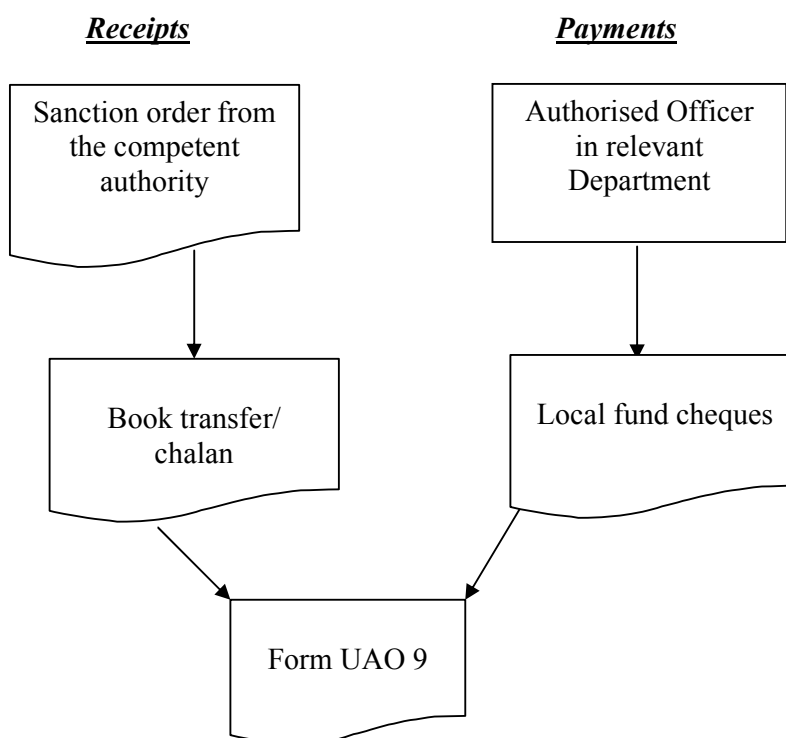 Receipts
Payments
Sanction order from
the competent
authority
Authorised Officer
in relevant
Department
Book transfer/
chalan
Local fund cheques
Form UAO 9